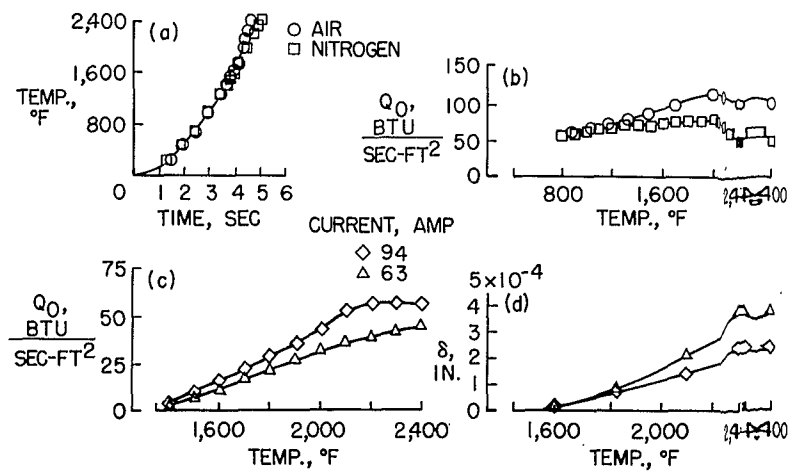 2,400
(a)
○ AIR
□ NITROGEN
1,600
TEMP.,
°F
800
0 1 2 3 4 5 6
TIME, SEC
150
(b)
Q0,
BTU
SEC-FT2
100
50
0
800 1,600
TEMP., °F
CURRENT, AMP
◇ 94
△ 63
75
(c)
Q0,
BTU
SEC-FT2
50
25
0
1,600 2,000 2,400
TEMP., °F
5×10-4
(d)
4
δ,
IN.
3
2
1
0
1,600 2,000
TEMP., °F